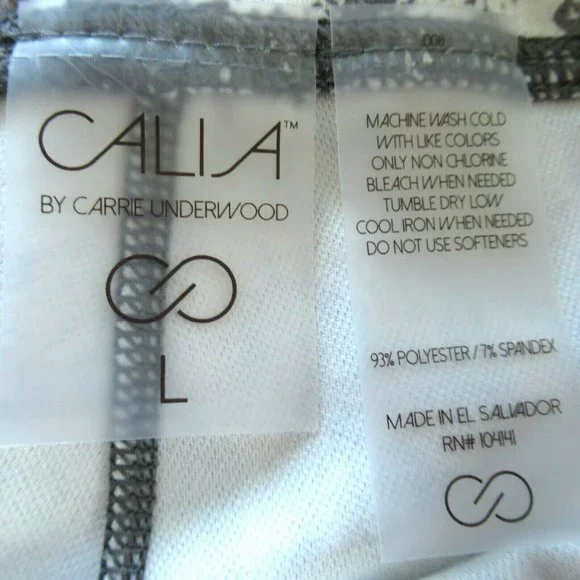 CALIA™
BY CARRIE UNDERWOOD
L
008
MACHINE WASH COLD
WITH LIKE COLORS
ONLY NON CHLORINE
BLEACH WHEN NEEDED
TUMBLE DRY LOW
COOL IRON WHEN NEEDED
DO NOT USE SOFTENERS
93% POLYESTER / 7% SPANDEX
MADE IN EL SALVADOR
RN# 104141